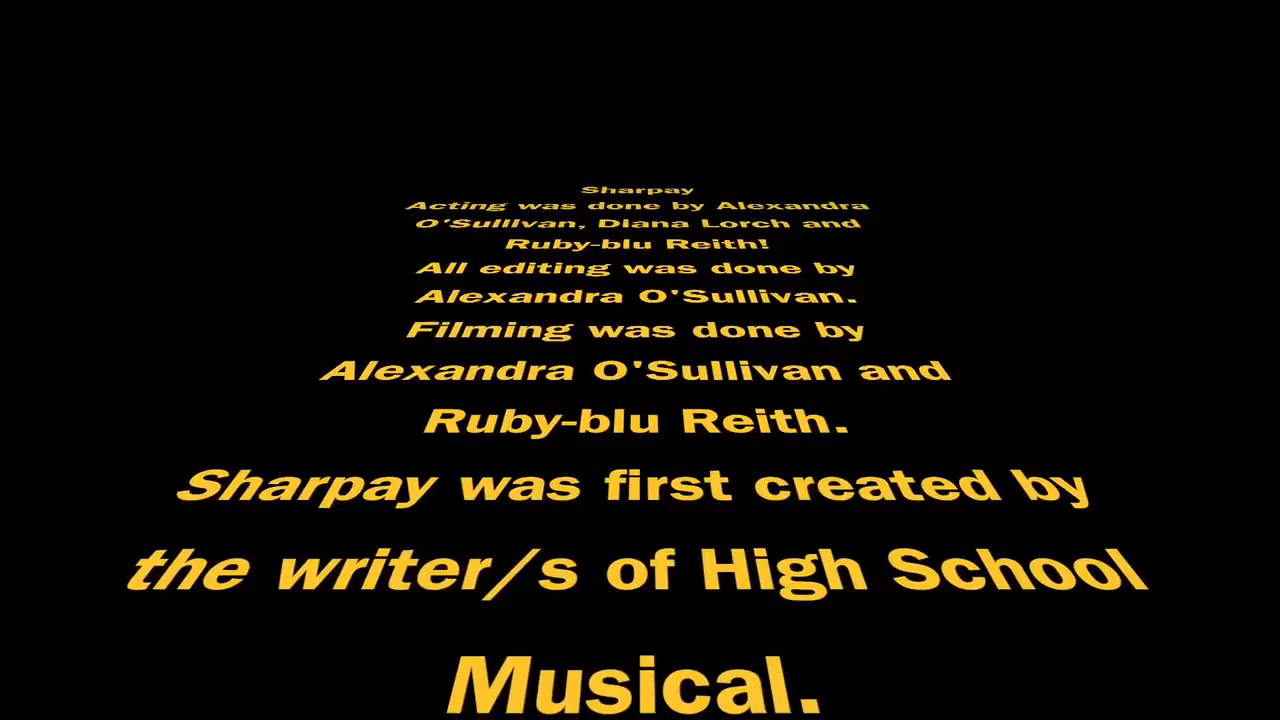 Sharpay
Acting was done by Alexandra
O'Sullivan, Diana Lorch and
Ruby-blu Reith!
All editing was done by
Alexandra O'Sullivan.
Filming was done by
Alexandra O'Sullivan and
Ruby-blu Reith.
Sharpay was first created by
the writer/s of High School
Musical.